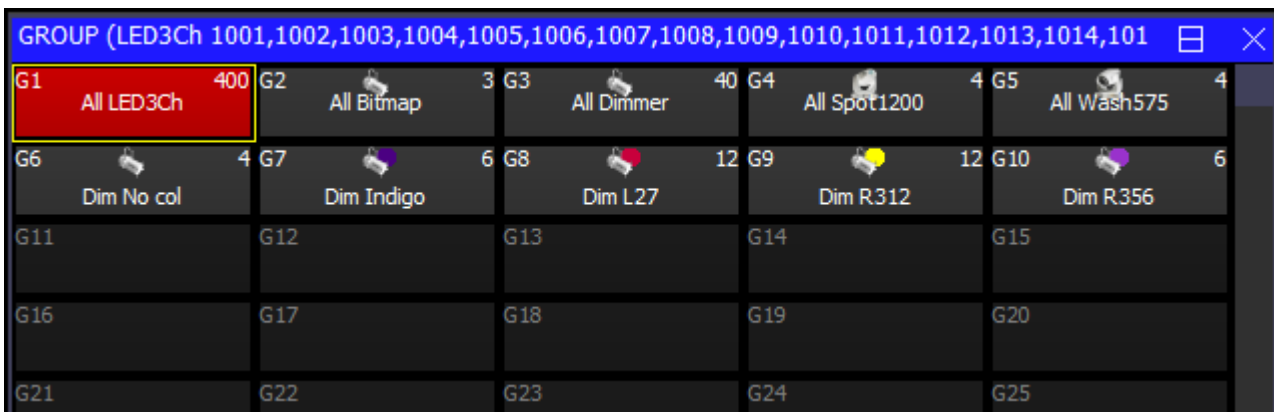 GROUP (LED3Ch 1001,1002,1003,1004,1005,1006,1007,1008,1009,1010,1011,1012,1013,1014,101
G1 400 G2 3 G3 40 G4 4 G5 4
All LED3Ch All Bitmap All Dimmer All Spot1200 All Wash575
G6 4 G7 6 G8 12 G9 12 G10 6
Dim No col Dim Indigo Dim L27 Dim R312 Dim R356
G11 G12 G13 G14 G15
G16 G17 G18 G19 G20
G21 G22 G23 G24 G25